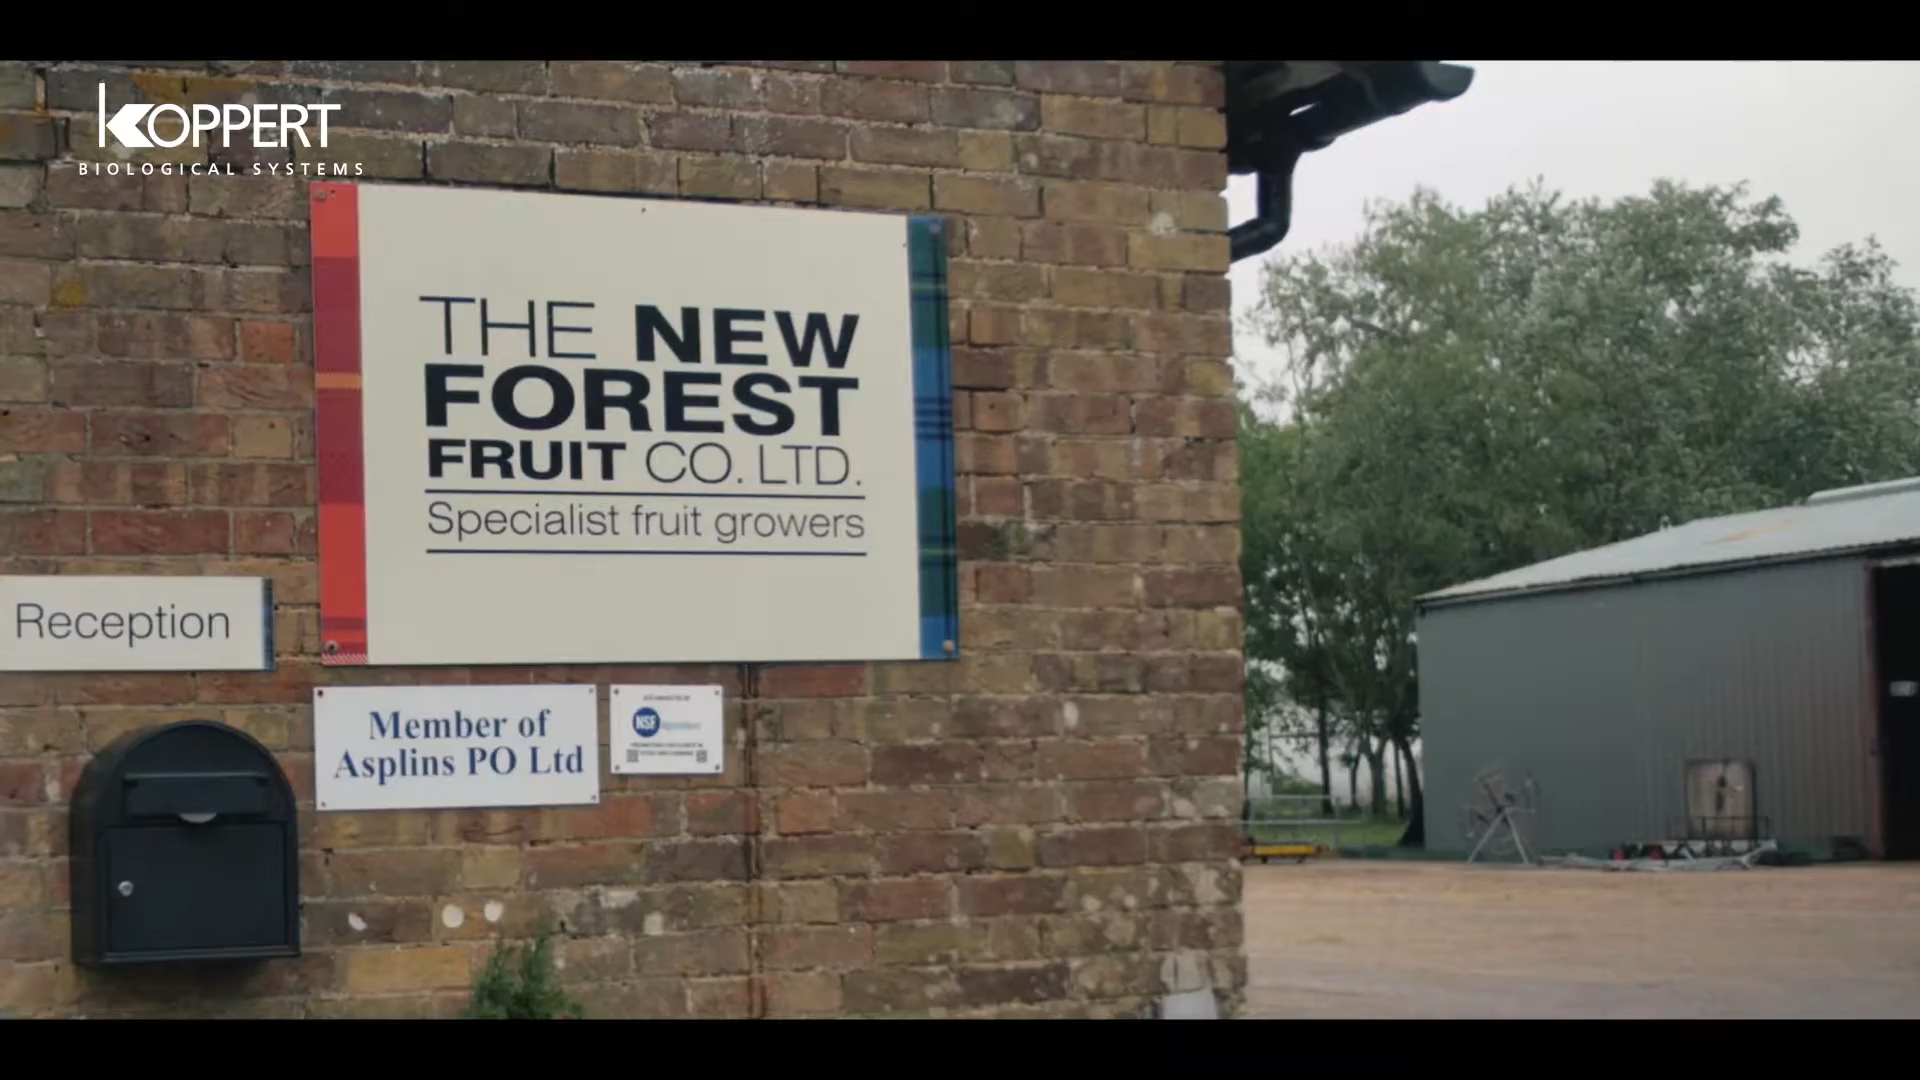 KOPPERT
BIOLOGICAL SYSTEMS
THE NEW
FOREST
FRUIT CO. LTD.
Specialist fruit growers
Reception
Member of
Asplins PO Ltd
NSF